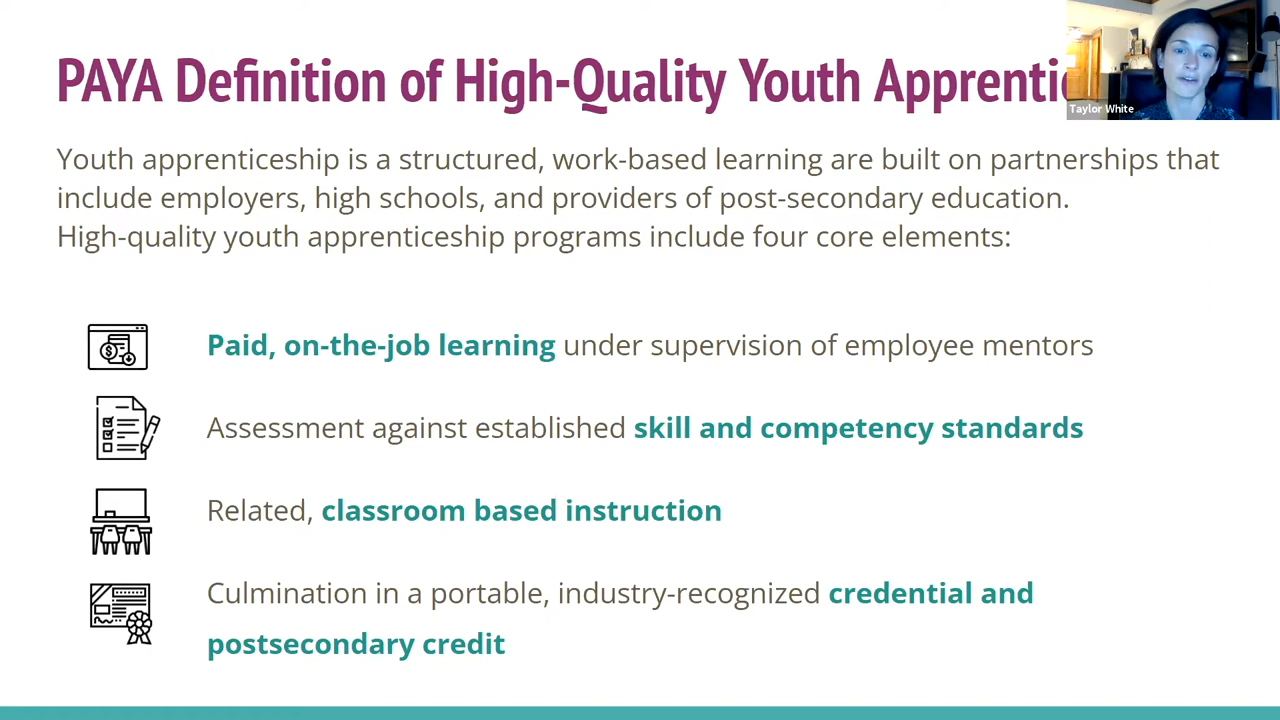 PAYA Definition of High-Quality Youth Apprenti
Taylor White
Youth apprenticeship is a structured, work-based learning are built on partnerships that
include employers, high schools, and providers of post-secondary education.
High-quality youth apprenticeship programs include four core elements:
Paid, on-the-job learning under supervision of employee mentors
Assessment against established skill and competency standards
Related, classroom based instruction
Culmination in a portable, industry-recognized credential and
postsecondary credit